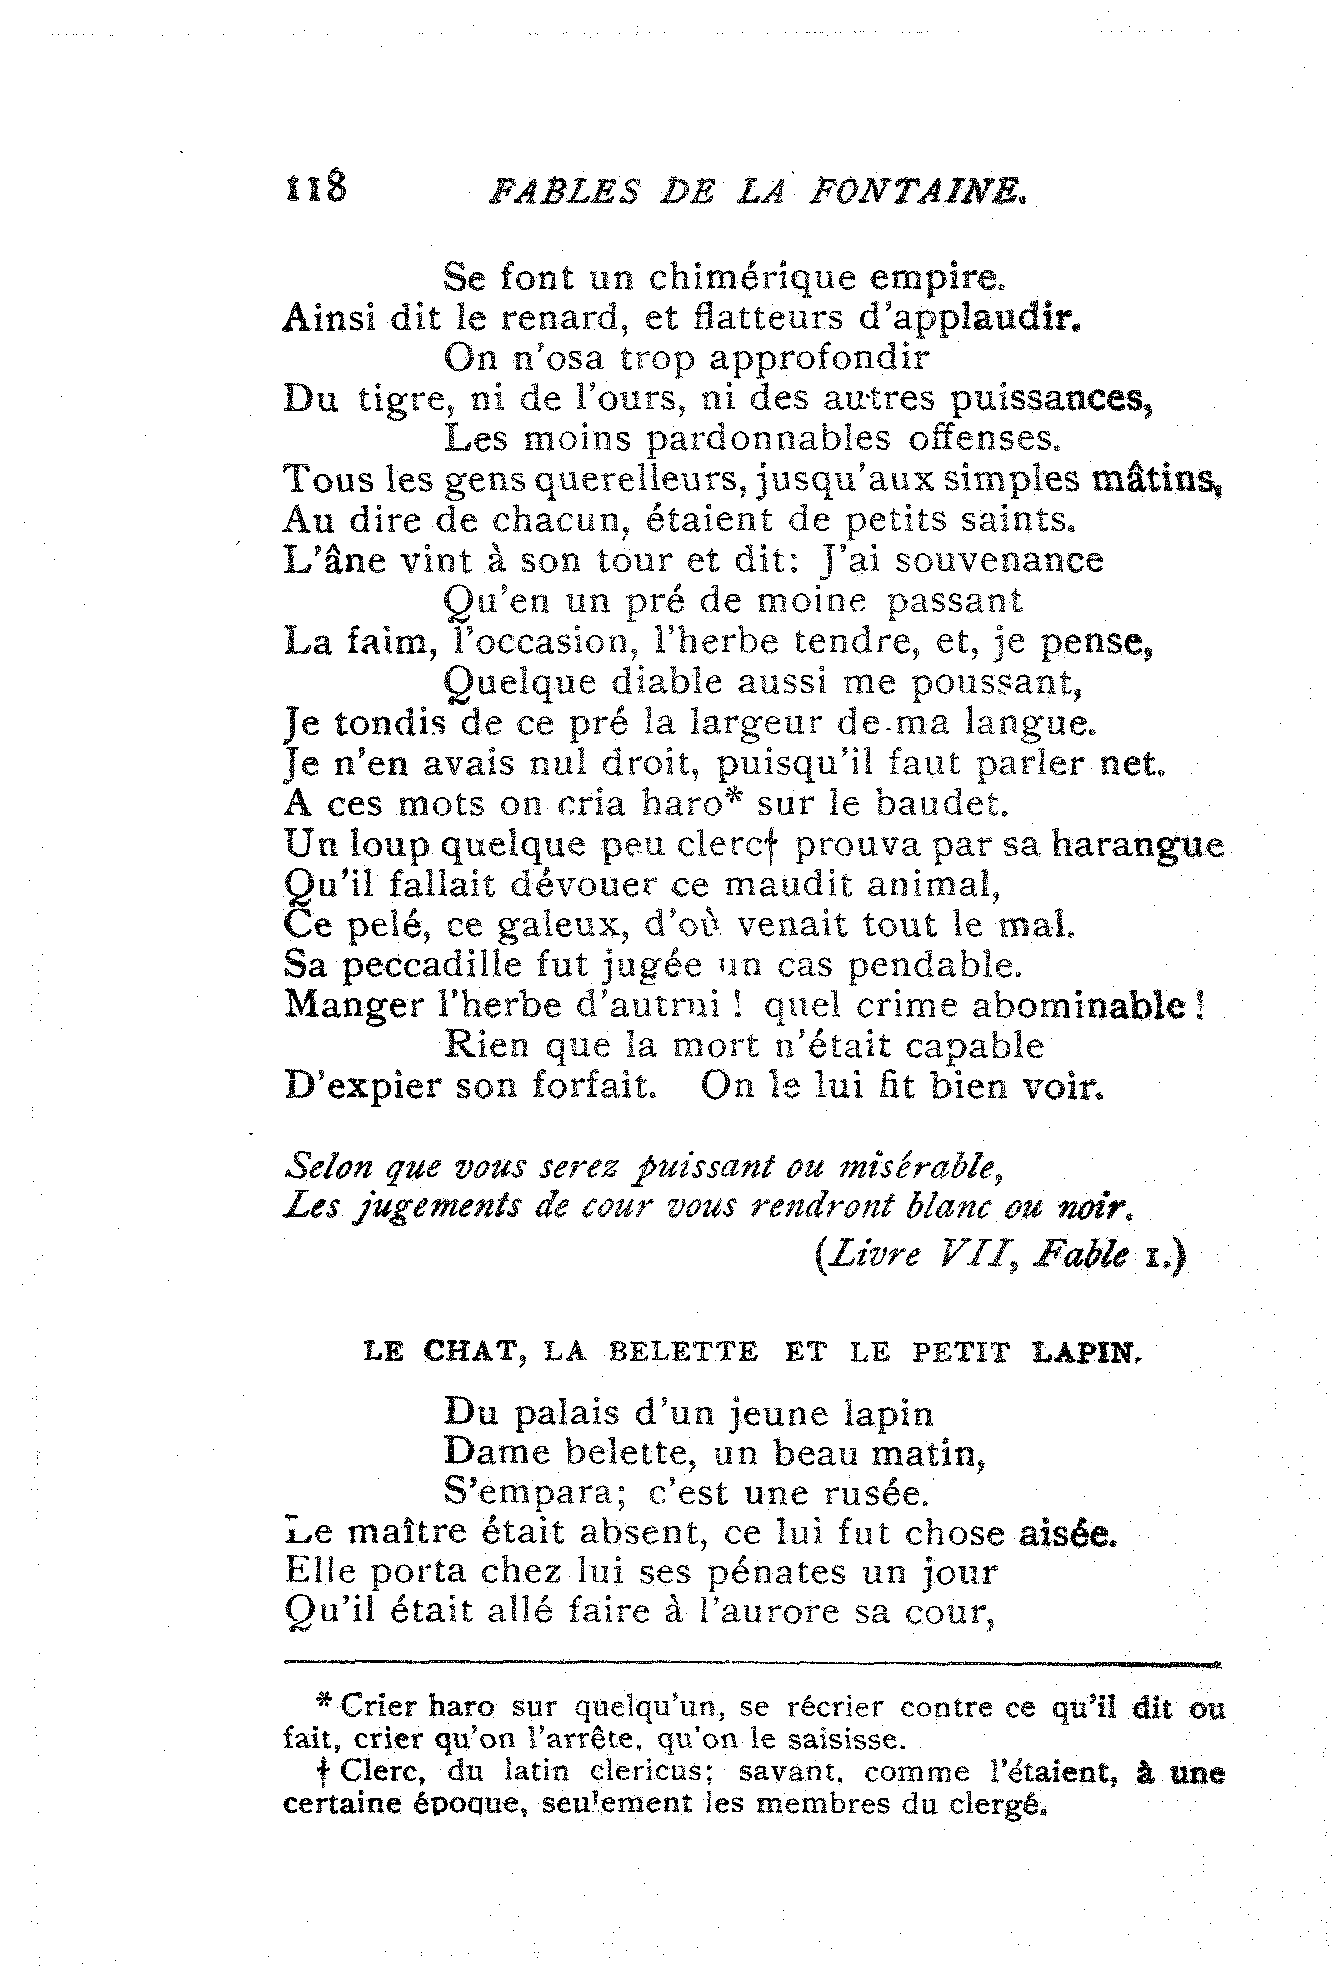 118 FABLES DE LA FONTAINE.
Se font un chimérique empire.
Ainsi dit le renard, et flatteurs d'applaudir.
On n'osa trop approfondir
Du tigre, ni de l'ours, ni des autres puissances,
Les moins pardonnables offenses.
Tous les gens querelleurs, jusqu'aux simples mâtins,
Au dire de chacun, étaient de petits saints.
L'âne vint à son tour et dit: J'ai souvenance
Qu'en un pré de moine passant
La faim, l'occasion, l'herbe tendre, et, je pense,
Quelque diable aussi me poussant,
Je tondis de ce pré la largeur de ma langue.
Je n'en avais nul droit, puisqu'il faut parler net.
A ces mots on cria haro* sur le baudet.
Un loup quelque peu clerc† prouva par sa harangue
Qu'il fallait dévouer ce maudit animal,
Ce pelé, ce galeux, d'où venait tout le mal.
Sa peccadille fut jugée un cas pendable.
Manger l'herbe d'autrui ! quel crime abominable !
Rien que la mort n'était capable
D'expier son forfait. On le lui fit bien voir.
Selon que vous serez puissant ou misérable,
Les jugements de cour vous rendront blanc ou noir.
(Livre VII, Fable 1.)
LE CHAT, LA BELETTE ET LE PETIT LAPIN.
Du palais d'un jeune lapin
Dame belette, un beau matin,
S'empara; c'est une rusée.
Le maître était absent, ce lui fut chose aisée.
Elle porta chez lui ses pénates un jour
Qu'il était allé faire à l'aurore sa cour,
* Crier haro sur quelqu'un, se récrier contre ce qu'il dit ou
fait, crier qu'on l'arrête, qu'on le saisisse.
† Clerc, du latin clericus; savant, comme l'étaient, à une
certaine époque, seulement les membres du clergé.